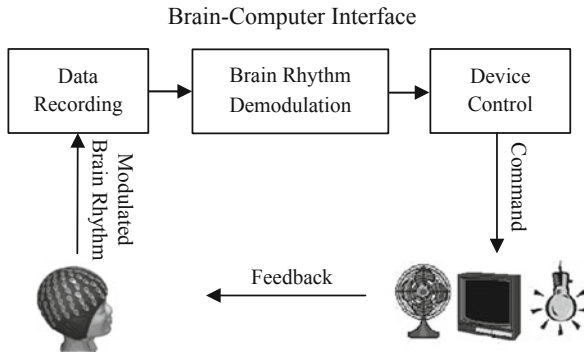 Brain-Computer Interface
Data
Recording
Brain Rhythm
Demodulation
Device
Control
Modulated
Brain Rhythm
Command
Feedback